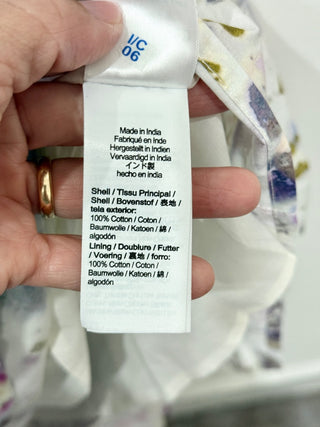 I/C
06
Made in India
Fabriqué en Inde
Hergestellt in Indien
Vervaardigd in India
インド製
hecho en India
Shell / Tissu Principal /
Shell / Bovenstof / 表地 /
tela exterior:
100% Cotton / Coton /
Baumwolle / Katoen / 綿 /
algodón
Lining / Doublure / Futter
/ Voering / 裏地 / forro:
100% Cotton / Coton /
Baumwolle / Katoen / 綿 /
algodón